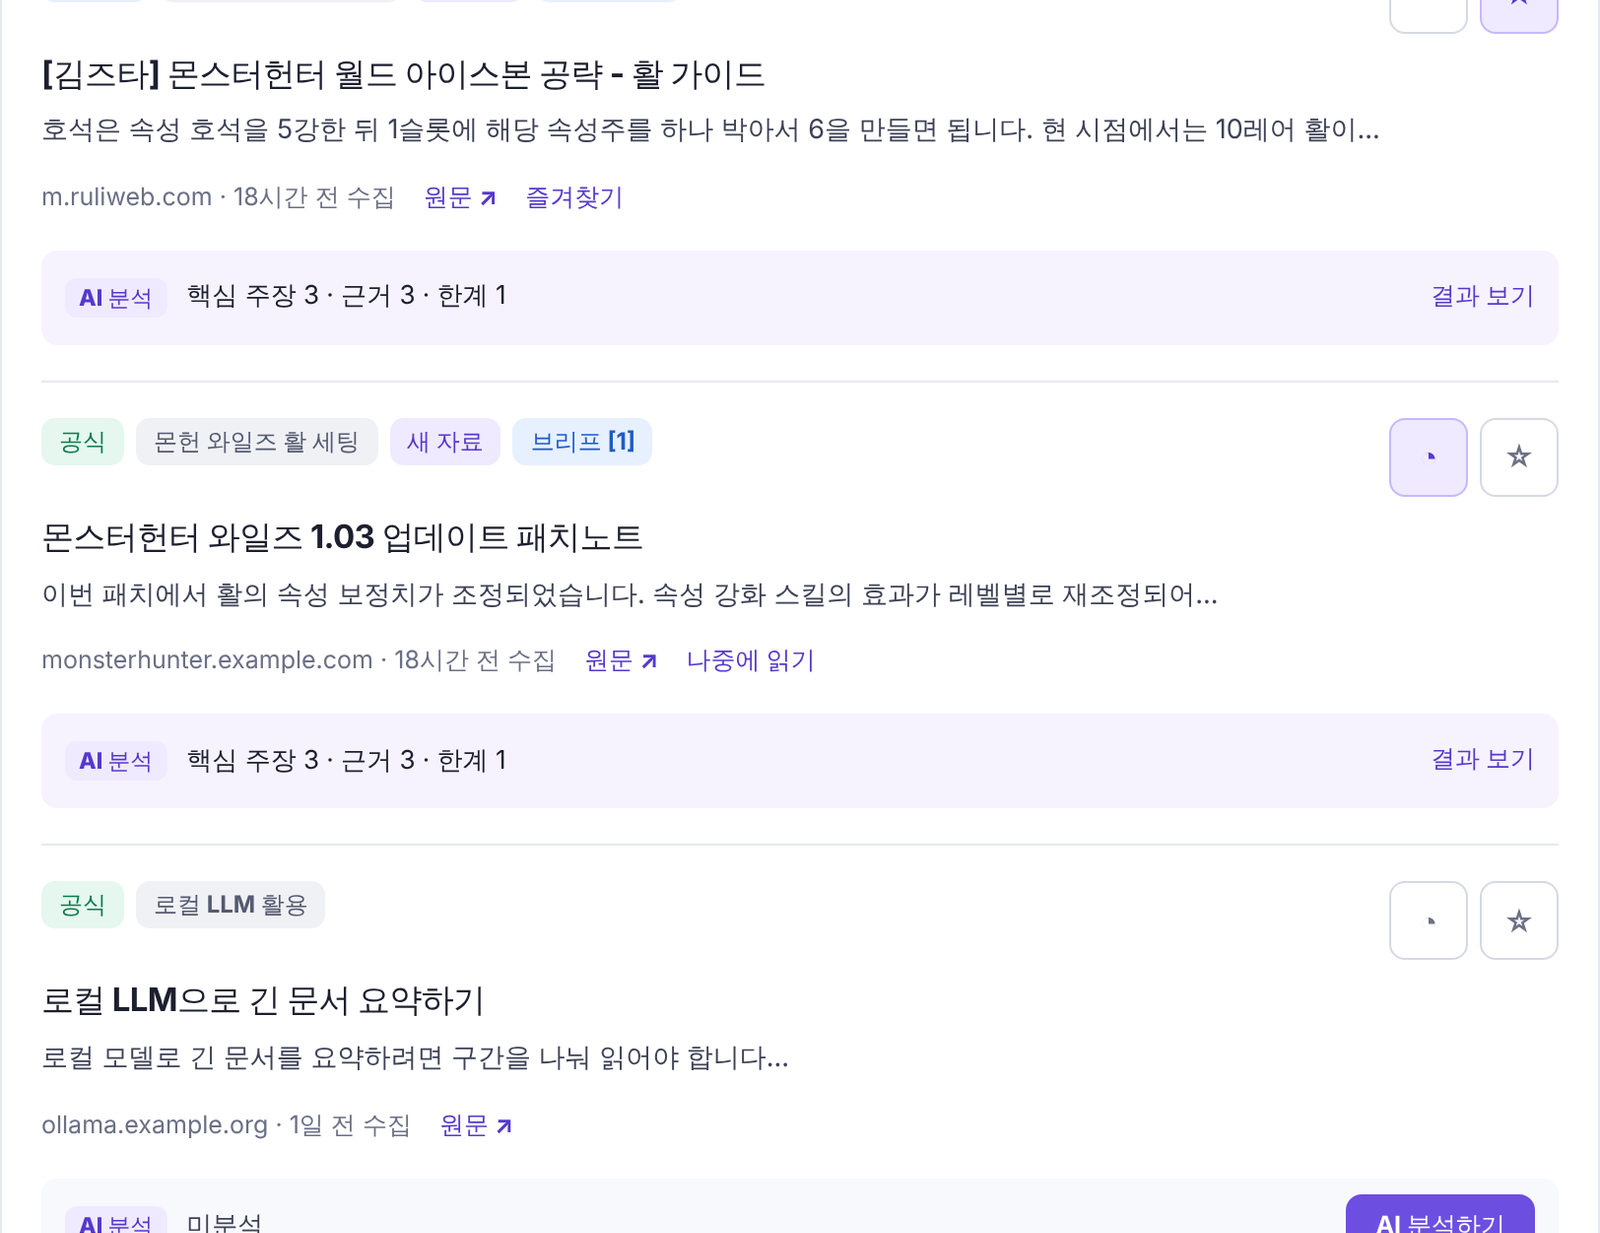 [김즈타] 몬스터헌터 월드 아이스본 공략 - 활 가이드
호석은 속성 호석을 5강한 뒤 1슬롯에 해당 속성주를 하나 박아서 6을 만들면 됩니다. 현 시점에서는 10레어 활이...
m.ruliweb.com · 18시간 전 수집 원문 ↗ 즐겨찾기
AI 분석 핵심 주장 3 · 근거 3 · 한계 1 결과 보기
공식 몬헌 와일즈 활 세팅 새 자료 브리프 [1]
몬스터헌터 와일즈 1.03 업데이트 패치노트
이번 패치에서 활의 속성 보정치가 조정되었습니다. 속성 강화 스킬의 효과가 레벨별로 재조정되어...
monsterhunter.example.com · 18시간 전 수집 원문 ↗ 나중에 읽기
AI 분석 핵심 주장 3 · 근거 3 · 한계 1 결과 보기
공식 로컬 LLM 활용
로컬 LLM으로 긴 문서 요약하기
로컬 모델로 긴 문서를 요약하려면 구간을 나눠 읽어야 합니다...
ollama.example.org · 1일 전 수집 원문 ↗
AI 분석 미분석 AI 분석하기